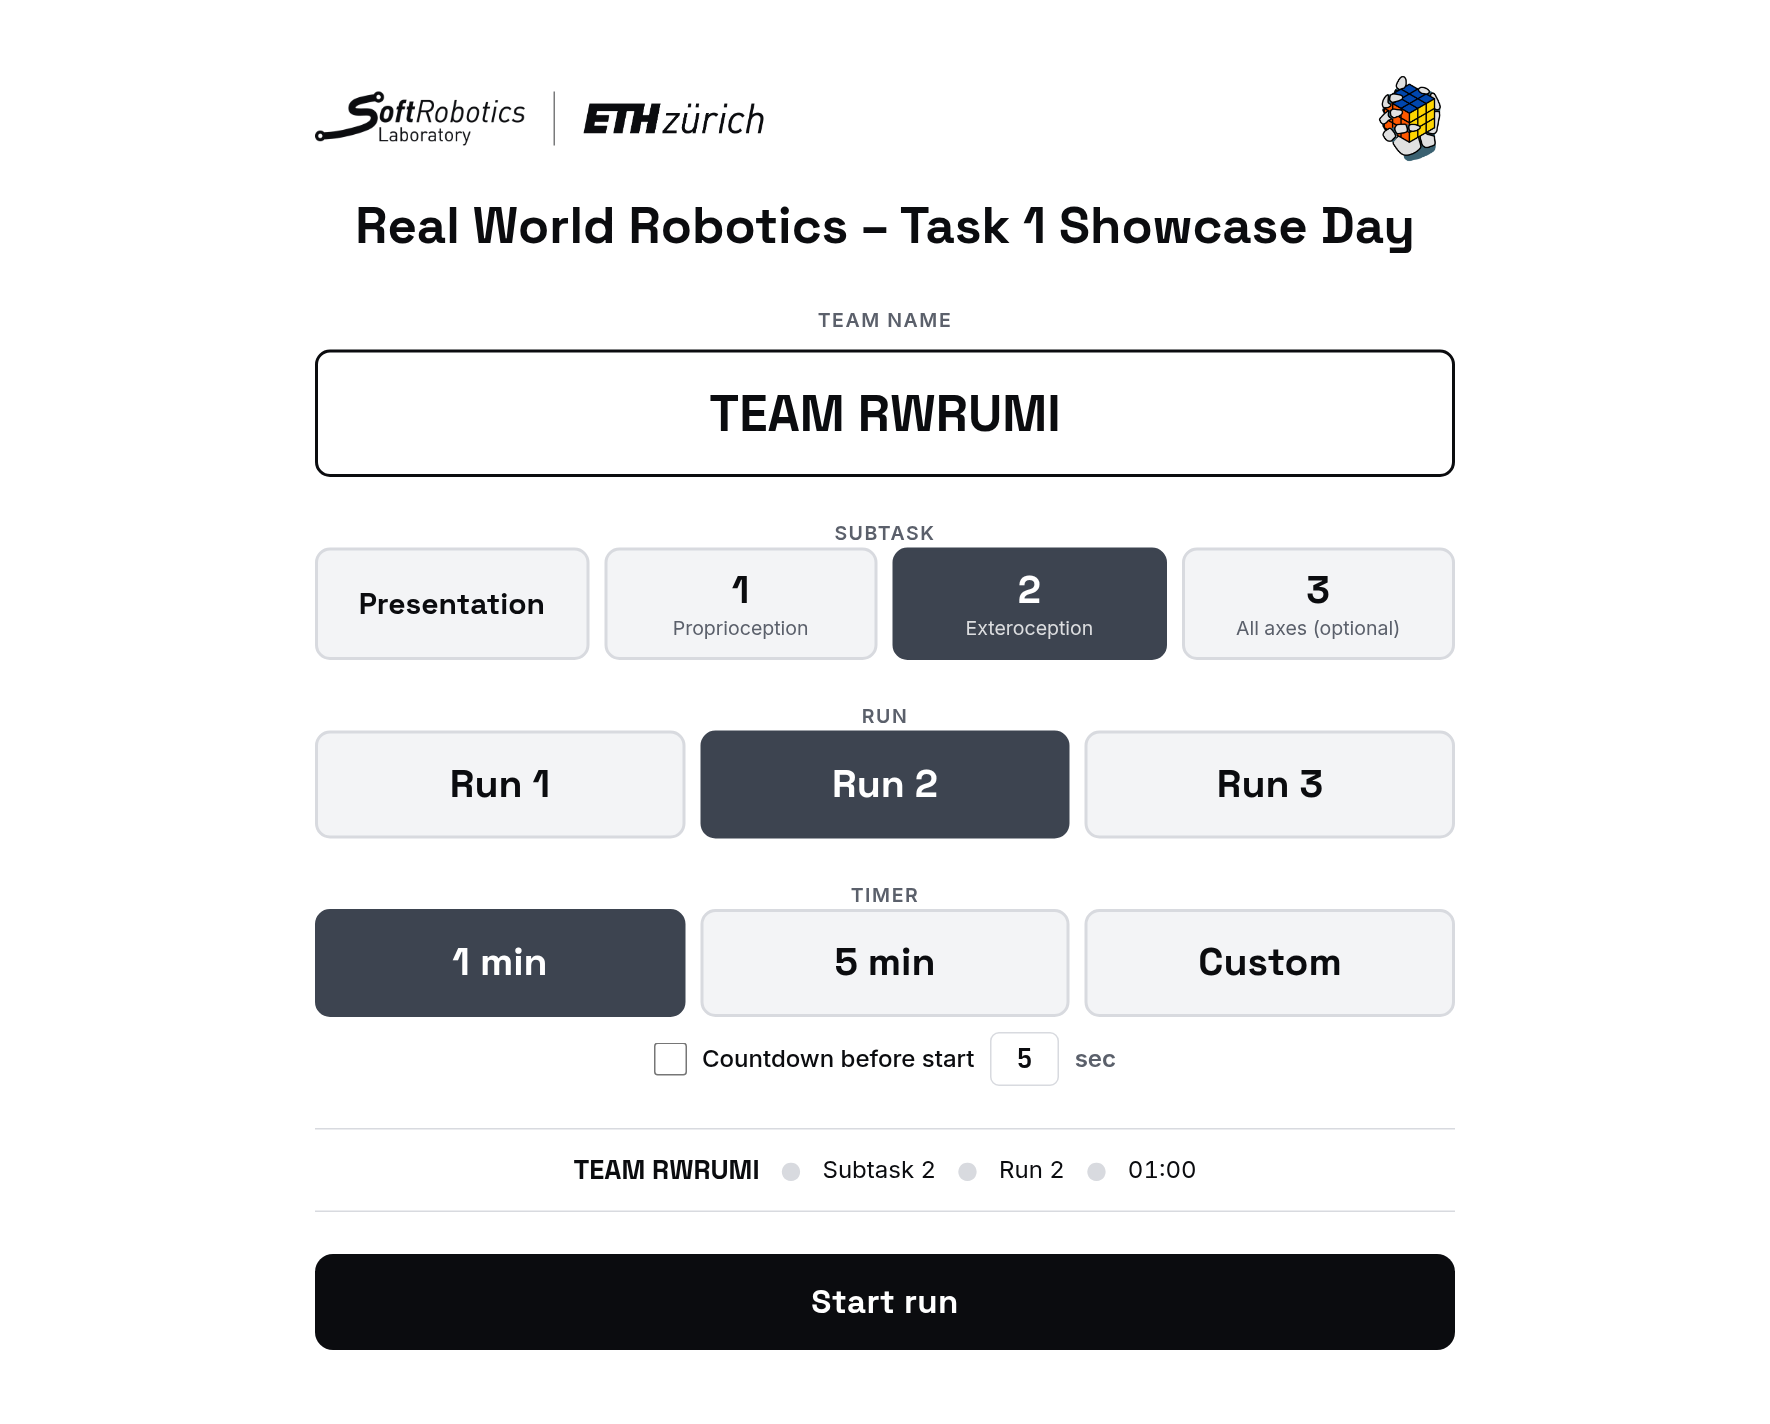 SoftRobotics
Laboratory
ETH zürich
Real World Robotics – Task 1 Showcase Day
TEAM NAME
TEAM RWRUMI
SUBTASK
Presentation
1
Proprioception
2
Exteroception
3
All axes (optional)
RUN
Run 1
Run 2
Run 3
TIMER
1 min
5 min
Custom
Countdown before start 5 sec
TEAM RWRUMI Subtask 2 Run 2 01:00
Start run